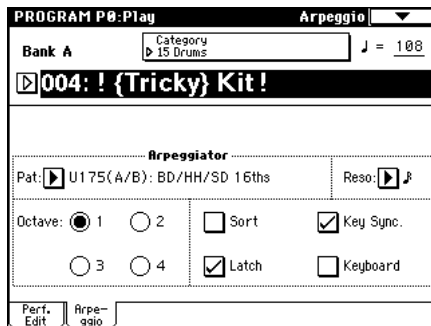 PROGRAM P0:Play Arpeggio
Category
Bank A 15 Drums ♩ = 108
004: ! {Tricky} Kit !
Arpeggiator
Pat: U175(A/B): BD/HH/SD 16ths Reso: ♪
Octave: 1 2 Sort Key Sync.
3 4 Latch Keyboard
Perf. Arpe-
Edit ggio